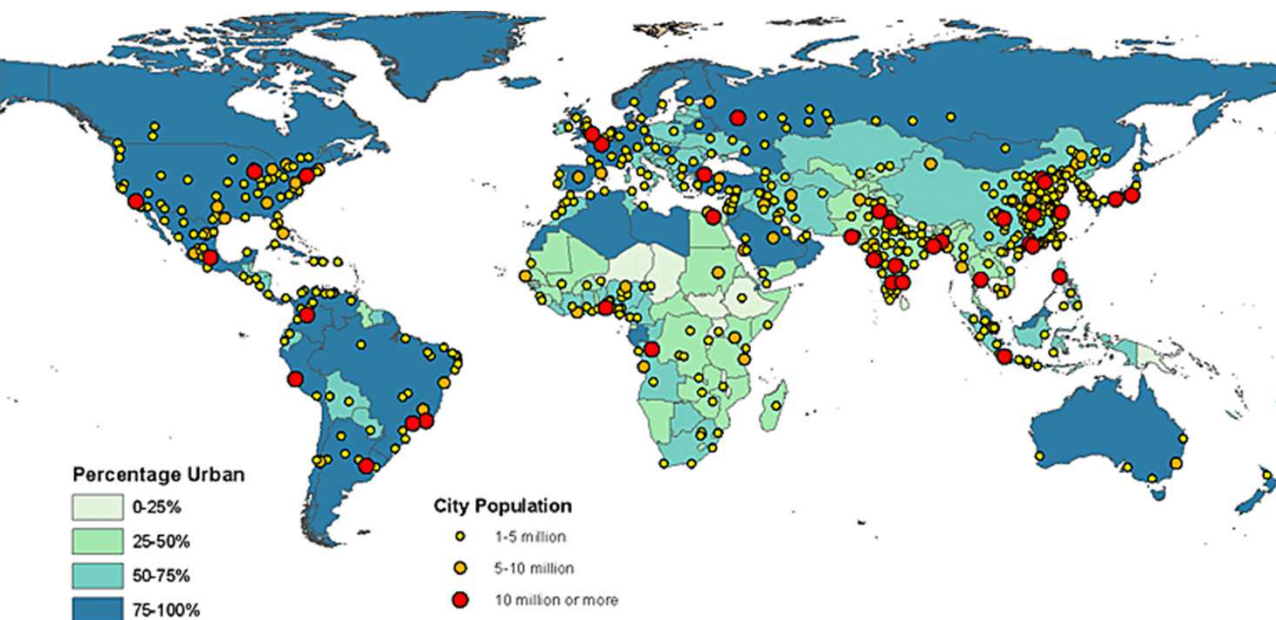 Percentage Urban
0-25%
25-50%
50-75%
75-100%
City Population
1-5 million
5-10 million
10 million or more